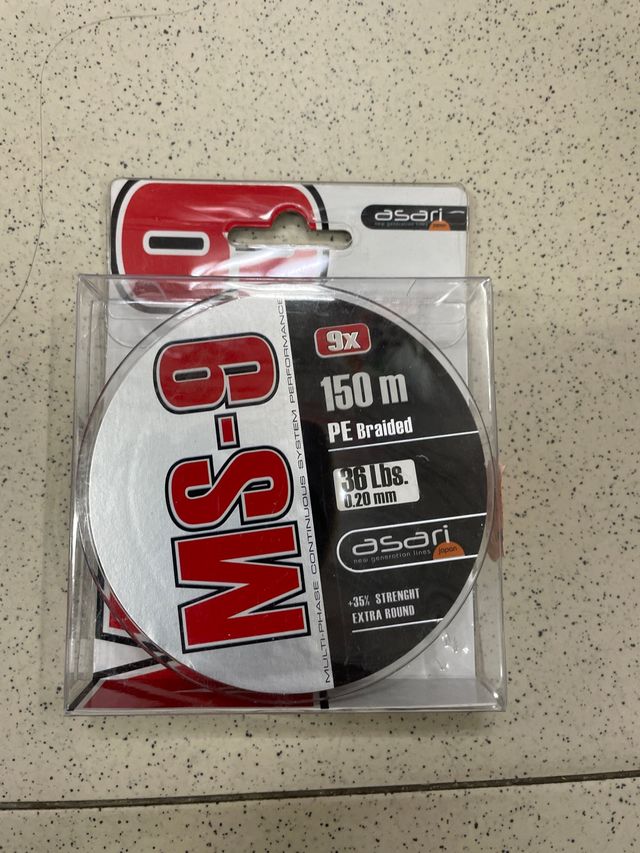 asari
new generation lines
japan
MS-9
MULTI-PHASE CONTINUOUS SYSTEM PERFORMANCE
9x
150 m
PE Braided
36 Lbs.
0.20 mm
asari
new generation lines
japan
+35% STRENGHT
EXTRA ROUND